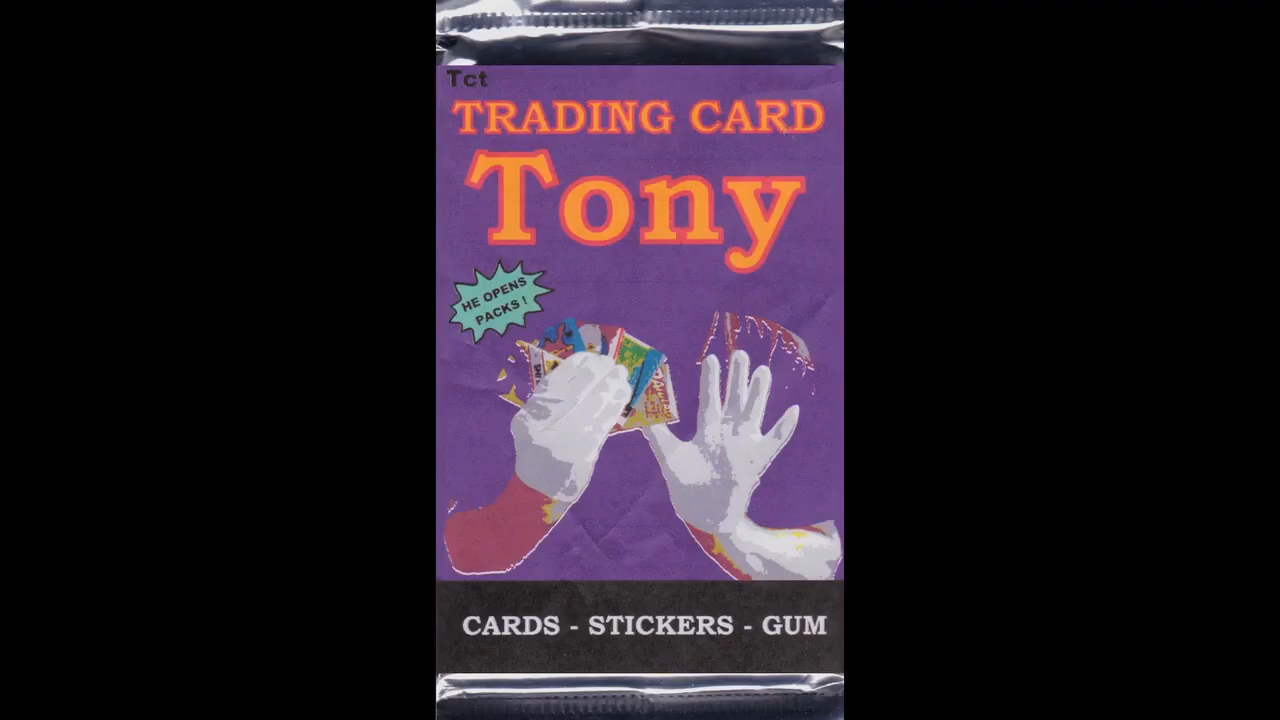 Tct
TRADING CARD
Tony
HE OPENS
PACKS!
CARDS - STICKERS - GUM